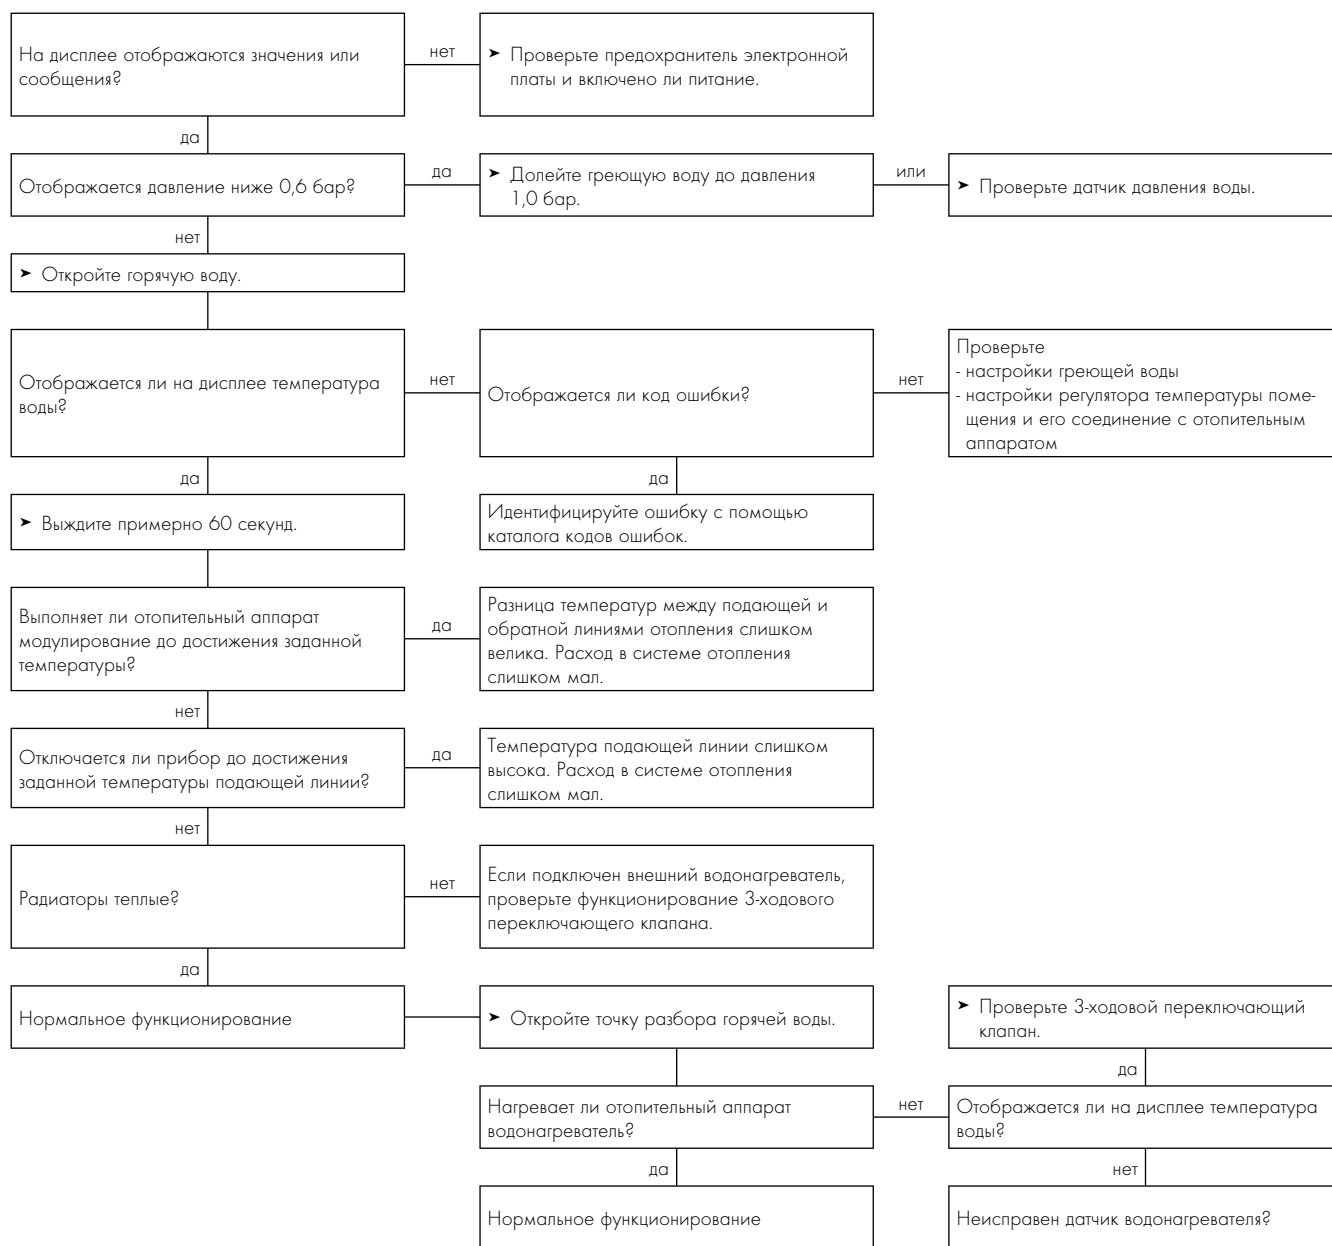 На дисплее отображаются значения или
сообщения?
нет
➤ Проверьте предохранитель электронной
платы и включено ли питание.
да
Отображается давление ниже 0,6 бар?
да
➤ Долейте греющую воду до давления
1,0 бар.
или
➤ Проверьте датчик давления воды.
нет
➤ Откройте горячую воду.
Отображается ли на дисплее температура
воды?
нет
Отображается ли код ошибки?
нет
Проверьте
- настройки греющей воды
- настройки регулятора температуры поме-
щения и его соединение с отопительным
аппаратом
да
да
➤ Выждите примерно 60 секунд.
Идентифицируйте ошибку с помощью
каталога кодов ошибок.
Выполняет ли отопительный аппарат
модулирование до достижения заданной
температуры?
да
Разница температур между подающей и
обратной линиями отопления слишком
велика. Расход в системе отопления
слишком мал.
нет
Отключается ли прибор до достижения
заданной температуры подающей линии?
да
Температура подающей линии слишком
высока. Расход в системе отопления
слишком мал.
нет
Радиаторы теплые?
нет
Если подключен внешний водонагреватель,
проверьте функционирование 3-ходового
переключающего клапана.
да
Нормальное функционирование
➤ Откройте точку разбора горячей воды.
➤ Проверьте 3-ходовой переключающий
клапан.
да
Нагревает ли отопительный аппарат
водонагреватель?
нет
Отображается ли на дисплее температура
воды?
да
нет
Нормальное функционирование
Неисправен датчик водонагревателя?